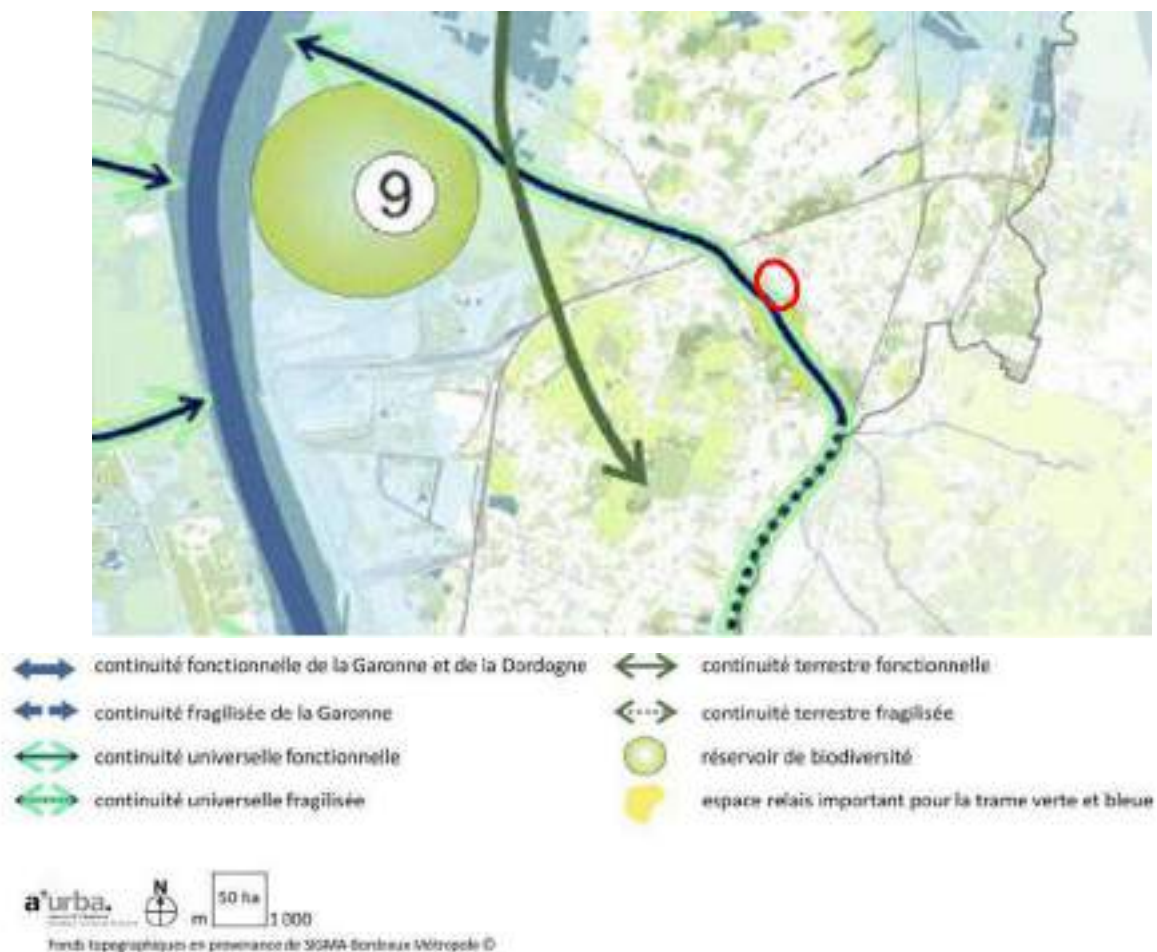 9
continuité fonctionnelle de la Garonne et de la Dordogne
continuité fragilisée de la Garonne
continuité universelle fonctionnelle
continuité universelle fragilisée
continuité terrestre fonctionnelle
continuité terrestre fragilisée
réservoir de biodiversité
espace relais important pour la trame verte et bleue
a'urba.
N
m
50 ha
1 000
Fonds topographiques en provenance de SIGMA Bordeaux Métropole ©